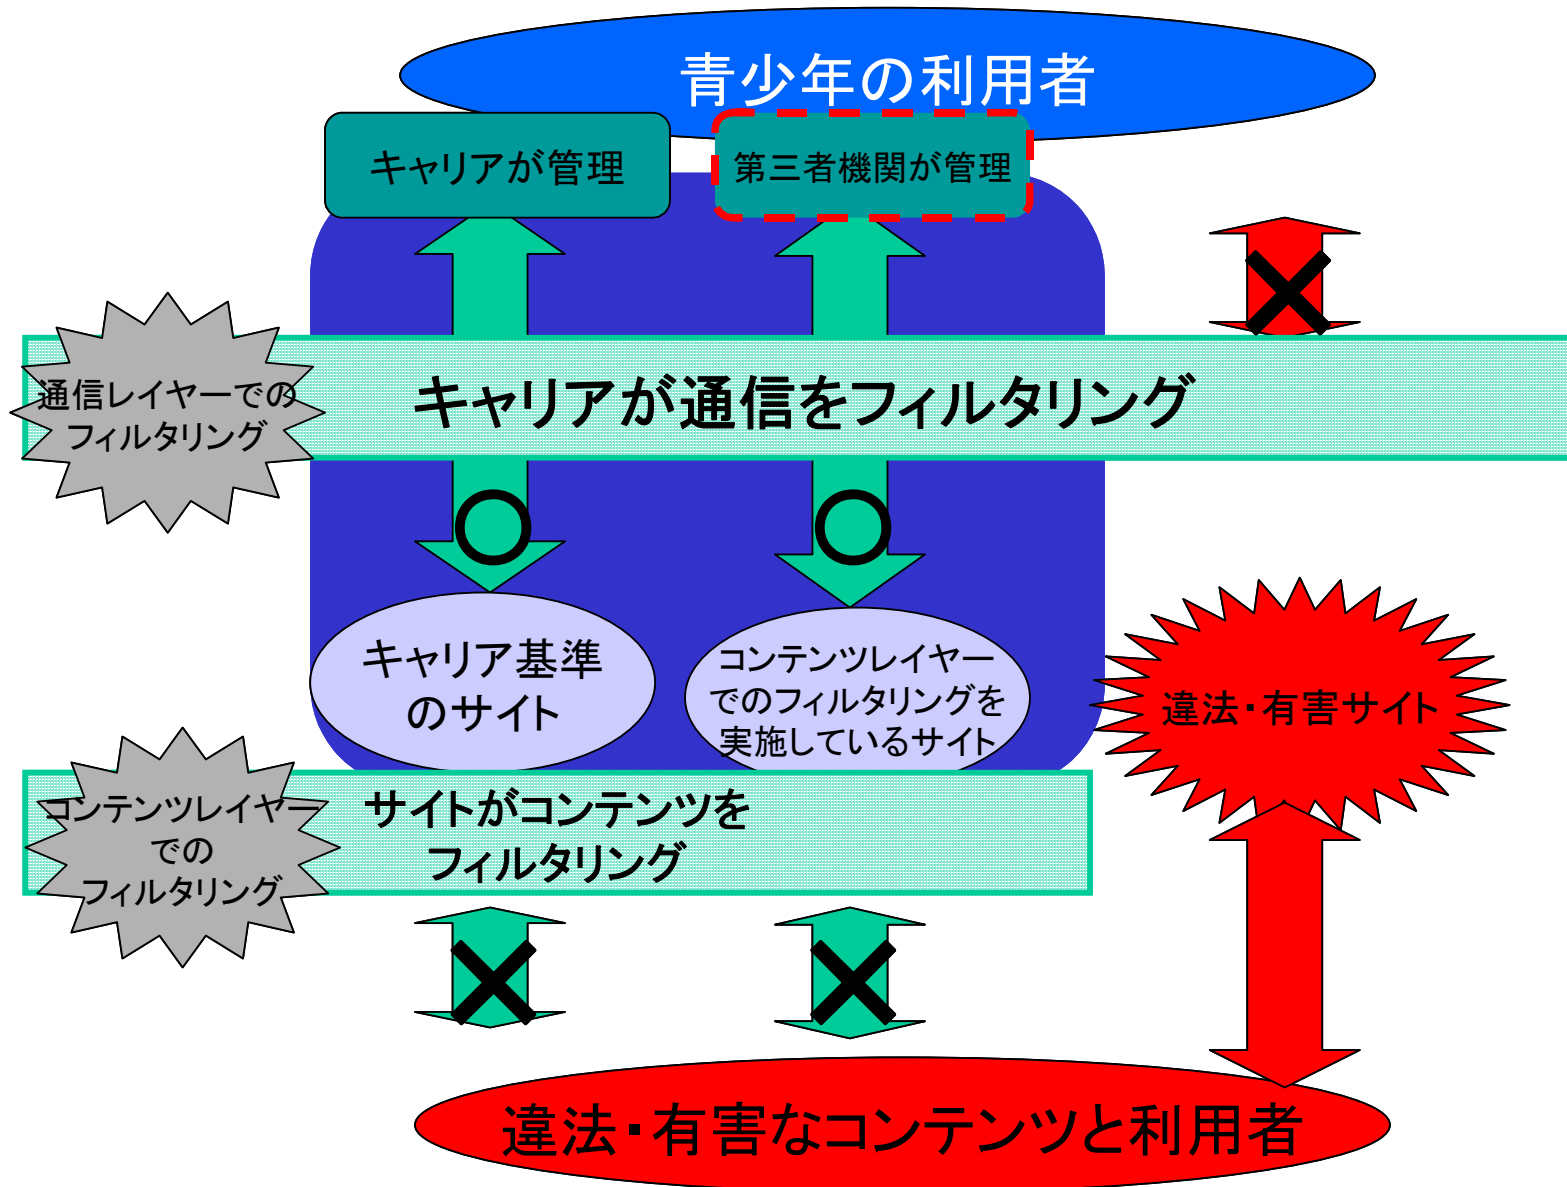 青少年の利用者
キャリアが管理
第三者機関が管理
通信レイヤーでの
フィルタリング
キャリアが通信をフィルタリング
キャリア基準
のサイト
コンテンツレイヤー
でのフィルタリングを
実施しているサイト
違法・有害サイト
コンテンツレイヤー
での
フィルタリング
サイトがコンテンツを
フィルタリング
違法・有害なコンテンツと利用者